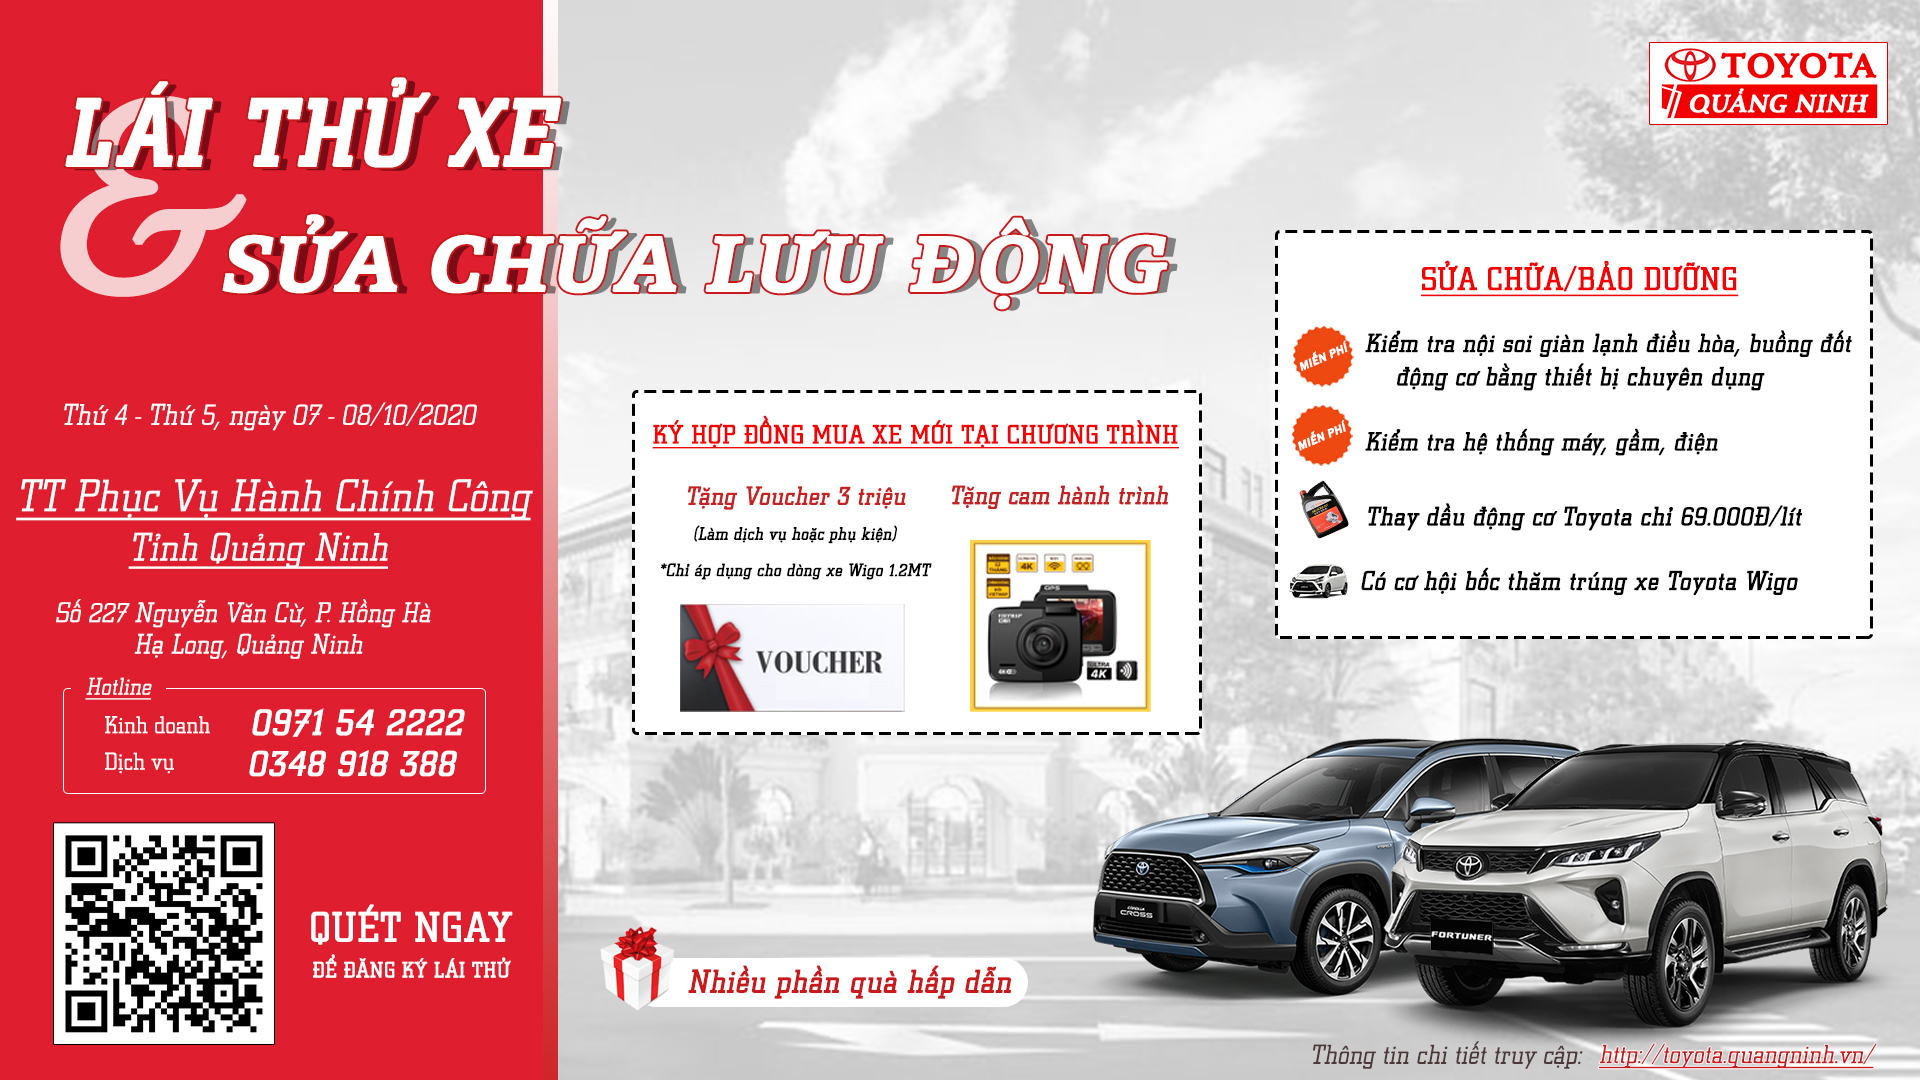 LÁI THỬ XE
&
SỬA CHỮA LƯU ĐỘNG
Thứ 4 - Thứ 5, ngày 07 - 08/10/2020
TT Phục Vụ Hành Chính Công
Tỉnh Quảng Ninh
Số 227 Nguyễn Văn Cừ, P. Hồng Hà
Hạ Long, Quảng Ninh
Hotline
Kinh doanh 0971 54 2222
Dịch vụ 0348 918 388
QUÉT NGAY
ĐỂ ĐĂNG KÝ LÁI THỬ
KÝ HỢP ĐỒNG MUA XE MỚI TẠI CHƯƠNG TRÌNH
Tặng Voucher 3 triệu
(Làm dịch vụ hoặc phụ kiện)
*Chỉ áp dụng cho dòng xe Wigo 1.2MT
VOUCHER
Tặng cam hành trình
4K
GPS
ULTRA
4K
Nhiều phần quà hấp dẫn
TOYOTA
QUẢNG NINH
SỬA CHỮA/BẢO DƯỠNG
MIỄN PHÍ
Kiểm tra nội soi giàn lạnh điều hòa, buồng đốt
động cơ bằng thiết bị chuyên dụng
MIỄN PHÍ
Kiểm tra hệ thống máy, gầm, điện
Thay dầu động cơ Toyota chỉ 69.000Đ/lít
Có cơ hội bốc thăm trúng xe Toyota Wigo
COROLLA
CROSS
FORTUNER
Thông tin chi tiết truy cập: http://toyota.quangninh.vn/